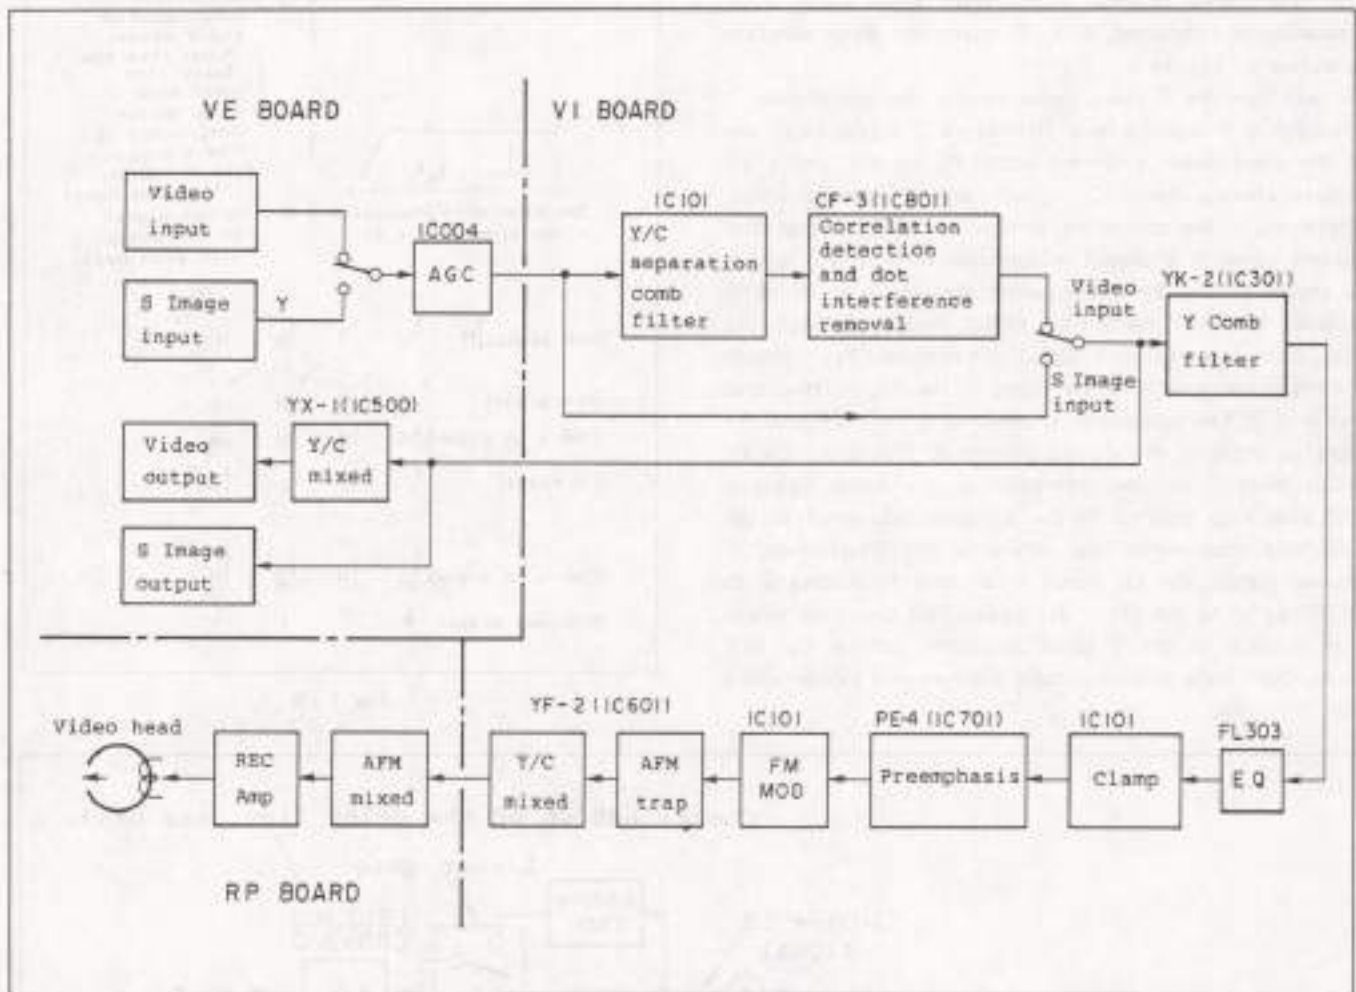 VE BOARD
VI BOARD
Video
input
S Image
input
Y
IC004
AGC
IC101
Y/C
separation
comb
filter
CF-3(IC801)
Correlation
detection
and dot
interference
removal
Video
input
S Image
input
YK-2(IC301)
Y Comb
filter
YX-1(IC500)
Video
output
Y/C
mixed
S Image
output
Video head
REC
Amp
AFM
mixed
YF-2(IC601)
Y/C
mixed
AFM
trap
IC101
FM
MOD
PE-4(IC701)
Preemphasis
IC101
Clamp
FL303
EQ
RP BOARD